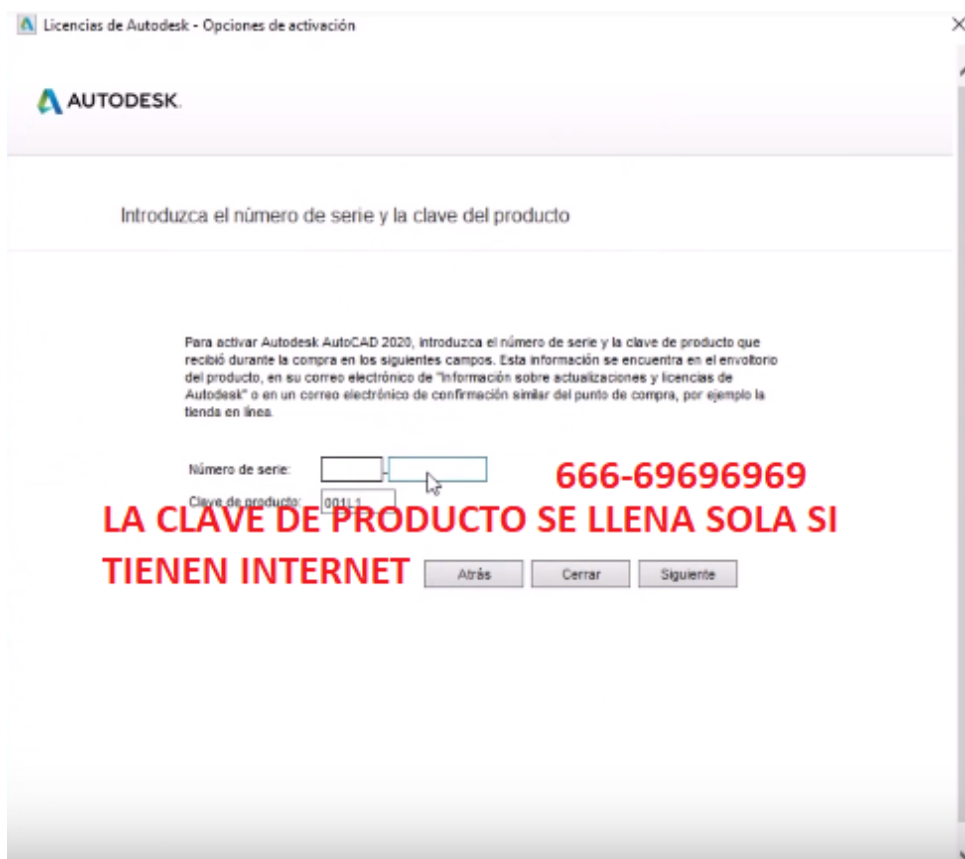 Licencias de Autodesk - Opciones de activación
AUTODESK.
Introduzca el número de serie y la clave del producto
Para activar Autodesk AutoCAD 2020, introduzca el número de serie y la clave de producto que
recibió durante la compra en los siguientes campos. Esta información se encuentra en el envoltorio
del producto, en su correo electrónico de "Información sobre actualizaciones y licencias de
Autodesk" o en un correo electrónico de confirmación similar del punto de compra, por ejemplo la
tienda en línea.
Número de serie: -
666-69696969
Clave de producto: 001L1
LA CLAVE DE PRODUCTO SE LLENA SOLA SI
TIENEN INTERNET
Atrás Cerrar Siguiente